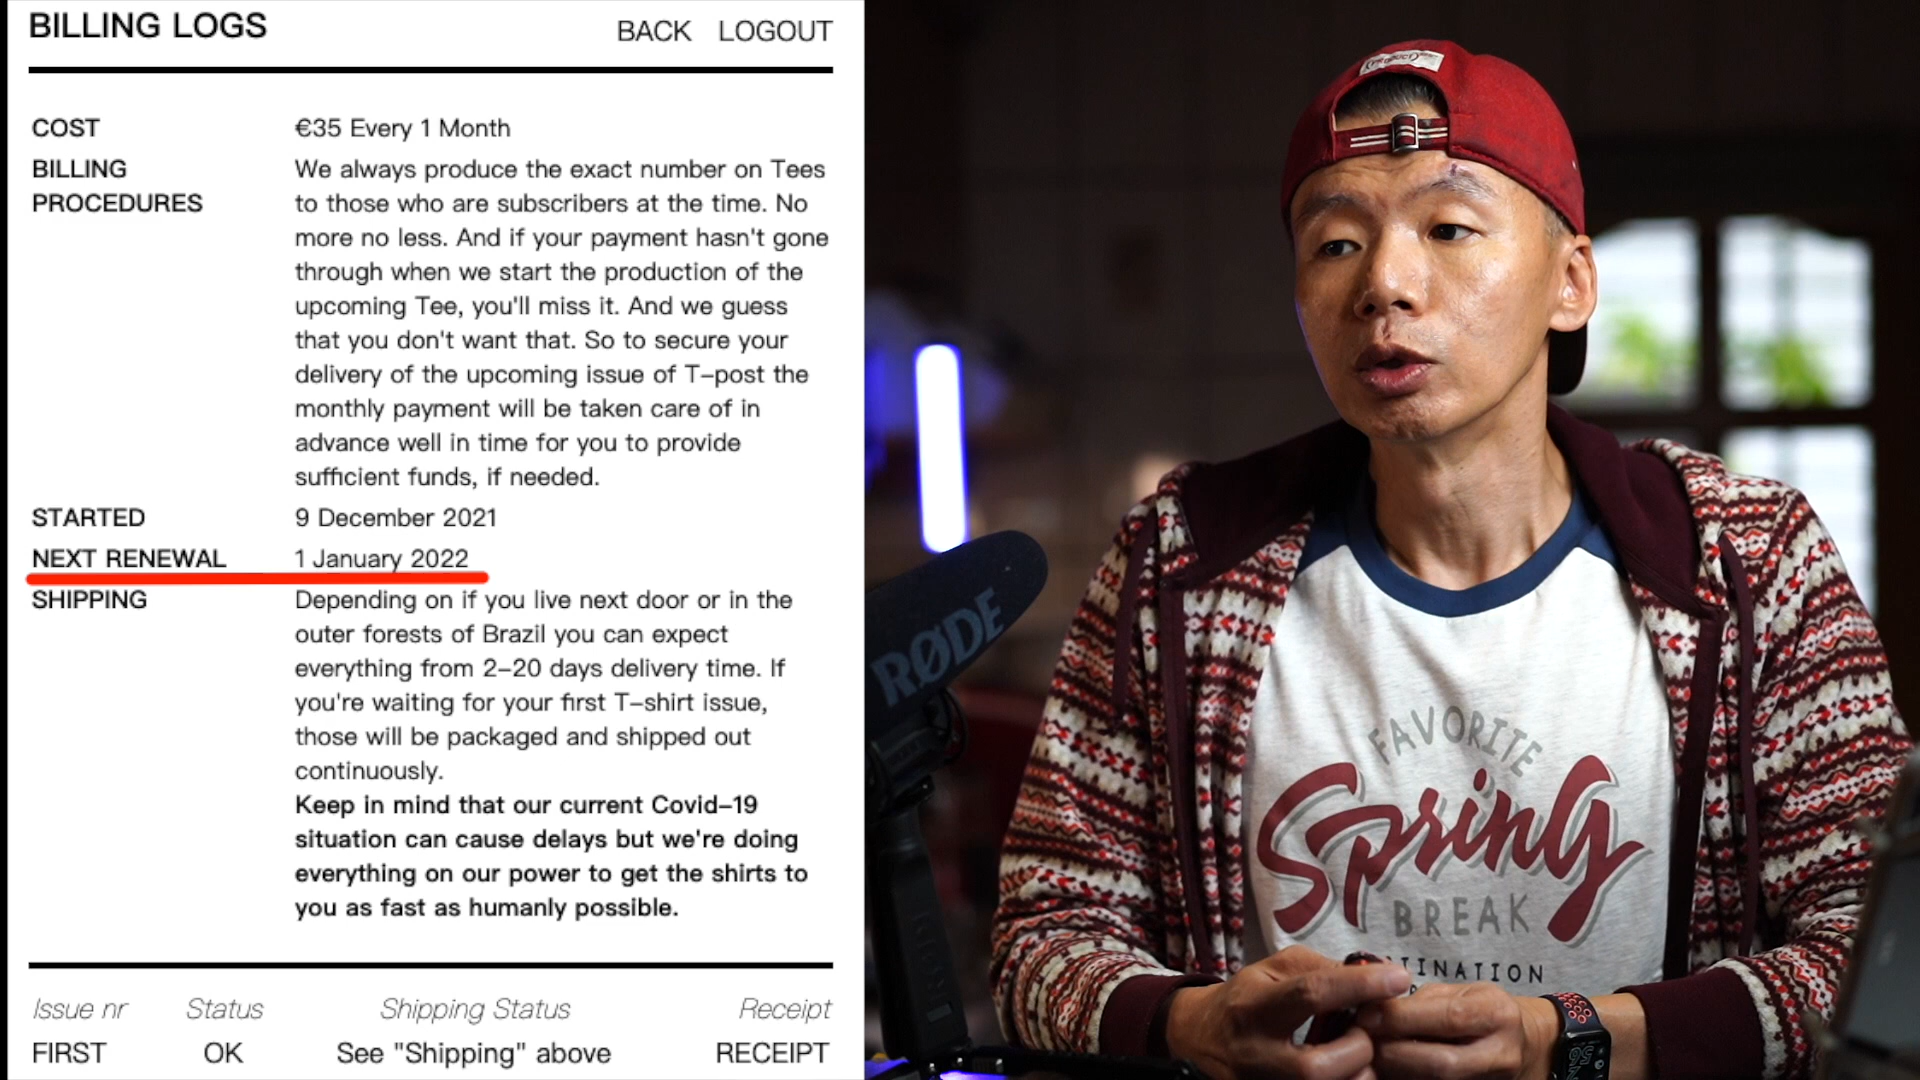 BILLING LOGS
BACK LOGOUT
COST €35 Every 1 Month
BILLING We always produce the exact number on Tees
PROCEDURES to those who are subscribers at the time. No
more no less. And if your payment hasn't gone
through when we start the production of the
upcoming Tee, you'll miss it. And we guess
that you don't want that. So to secure your
delivery of the upcoming issue of T-post the
monthly payment will be taken care of in
advance well in time for you to provide
sufficient funds, if needed.
STARTED 9 December 2021
NEXT RENEWAL 1 January 2022
SHIPPING Depending on if you live next door or in the
outer forests of Brazil you can expect
everything from 2-20 days delivery time. If
you're waiting for your first T-shirt issue,
those will be packaged and shipped out
continuously.
Keep in mind that our current Covid-19
situation can cause delays but we're doing
everything on our power to get the shirts to
you as fast as humanly possible.
Issue nr Status Shipping Status Receipt
FIRST OK See "Shipping" above RECEIPT
PRODUCT
RØDE
FAVORITE
SprinG
BREAK
TINATION